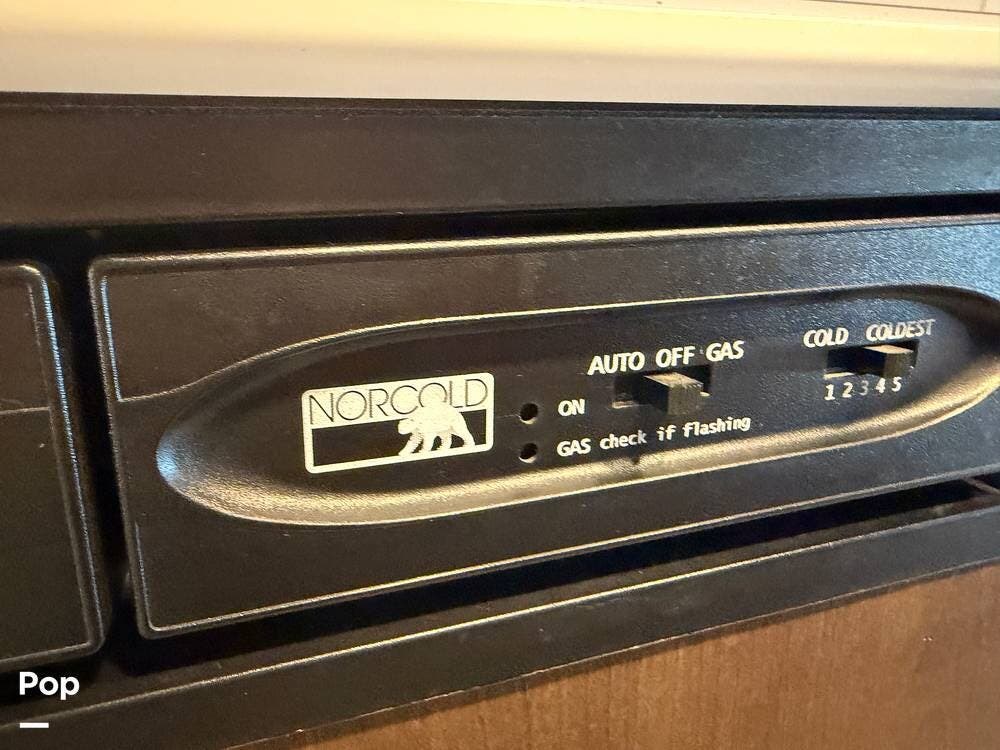 NORCOLD
ON
GAS check if flashing
AUTO OFF GAS
COLD COLDEST
1 2 3 4 5
Pop